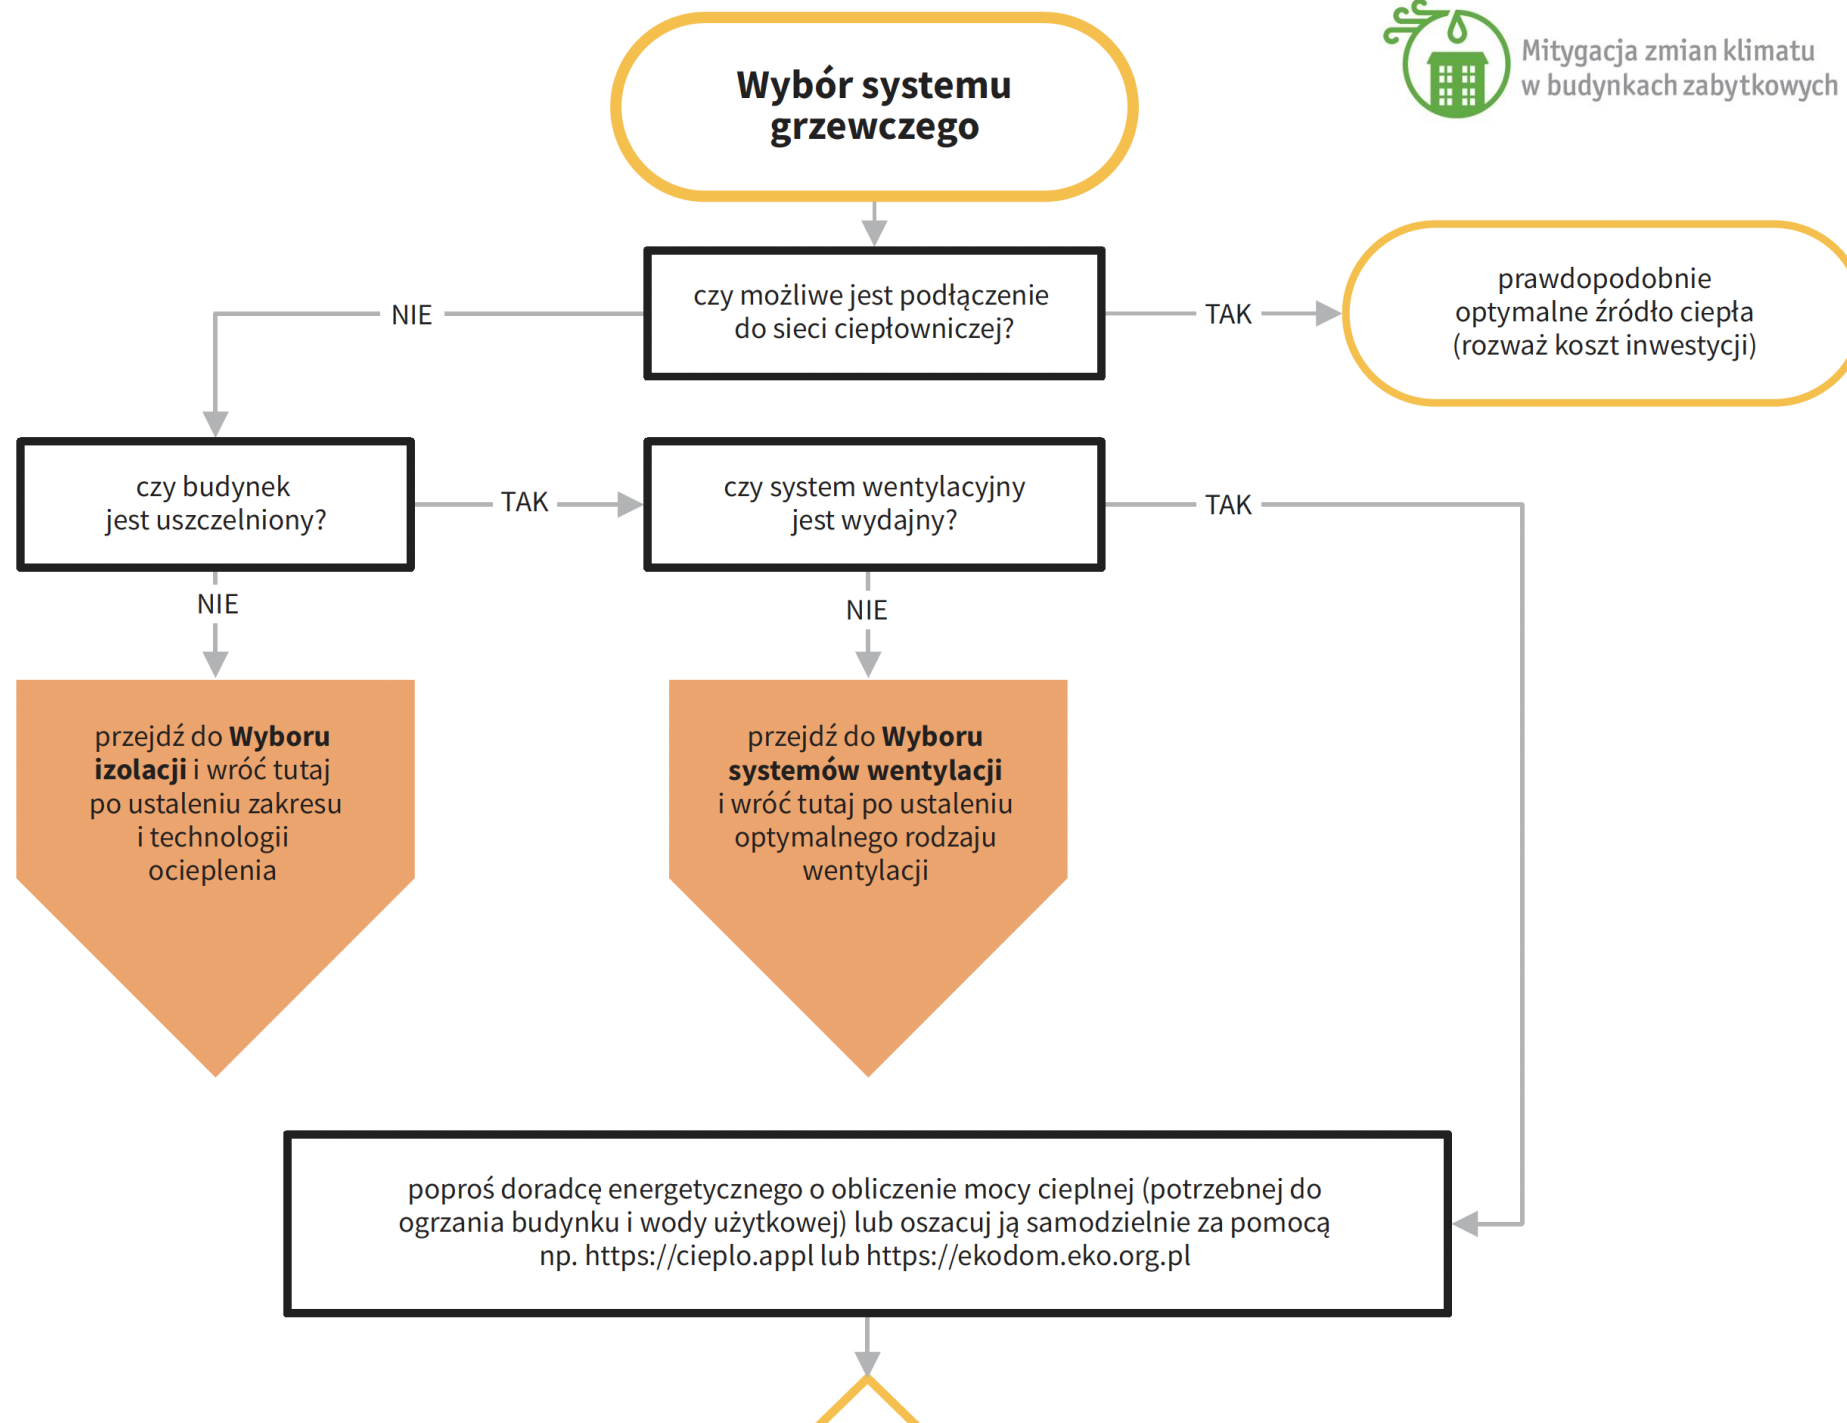 Wybór systemu
grzewczego
Mitygacja zmian klimatu
w budynkach zabytkowych
czy możliwe jest podłączenie
do sieci ciepłowniczej?
NIE
TAK
prawdopodobnie
optymalne źródło ciepła
(rozważ koszt inwestycji)
czy budynek
jest uszczelniony?
TAK
czy system wentylacyjny
jest wydajny?
TAK
NIE
NIE
przejdź do Wyboru
izolacji i wróć tutaj
po ustaleniu zakresu
i technologii
ocieplenia
przejdź do Wyboru
systemów wentylacji
i wróć tutaj po ustaleniu
optymalnego rodzaju
wentylacji
poproś doradcę energetycznego o obliczenie mocy cieplnej (potrzebnej do
ogrzania budynku i wody użytkowej) lub oszacuj ją samodzielnie za pomocą
np. https://cieplo.appl lub https://ekodom.eko.org.pl